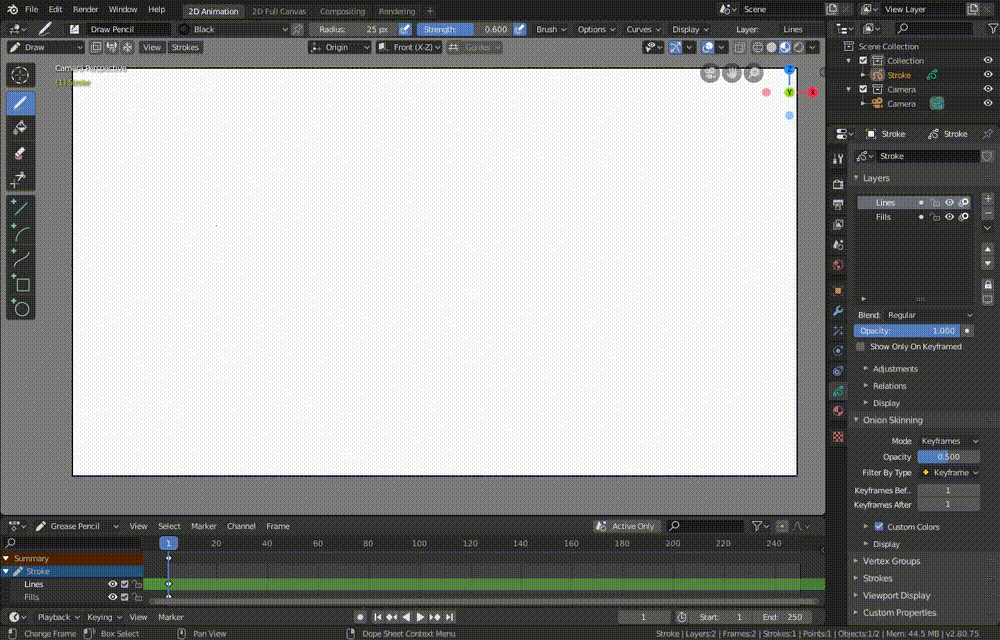 File Edit Render Window Help 2D Animation 2D Full Canvas Compositing Rendering + Scene View Layer
Draw Pencil Black Radius: 25 px Strength: 0.600 Brush Options Curves Display Layer: Lines
Draw View Strokes Origin Front (X-Z) Guides
Camera Perspective
(1) Stroke
Z
Y
X
Scene Collection
Collection
Stroke
Camera
Camera
Stroke Stroke
Stroke
Layers
Lines
Fills
Blend: Regular
Opacity: 1.000
Show Only On Keyframed
Adjustments
Relations
Display
Onion Skinning
Mode Keyframes
Opacity 0.500
Filter By Type Keyframe
Keyframes Bef.. 1
Keyframes After 1
Custom Colors
Display
Vertex Groups
Strokes
Viewport Display
Custom Properties
Grease Pencil View Select Marker Channel Frame Active Only
1 20 40 60 80 100 120 140 160 180 200 220 240
Summary
Stroke
Lines
Fills
Playback Keying View Marker 1 Start: 1 End: 250
Change Frame Box Select Pan View Dope Sheet Context Menu Stroke | Layers:2 | Frames:2 | Strokes:1 | Points:1 | Objects:1/2 | Mem: 44.5 MB | v2.80.75